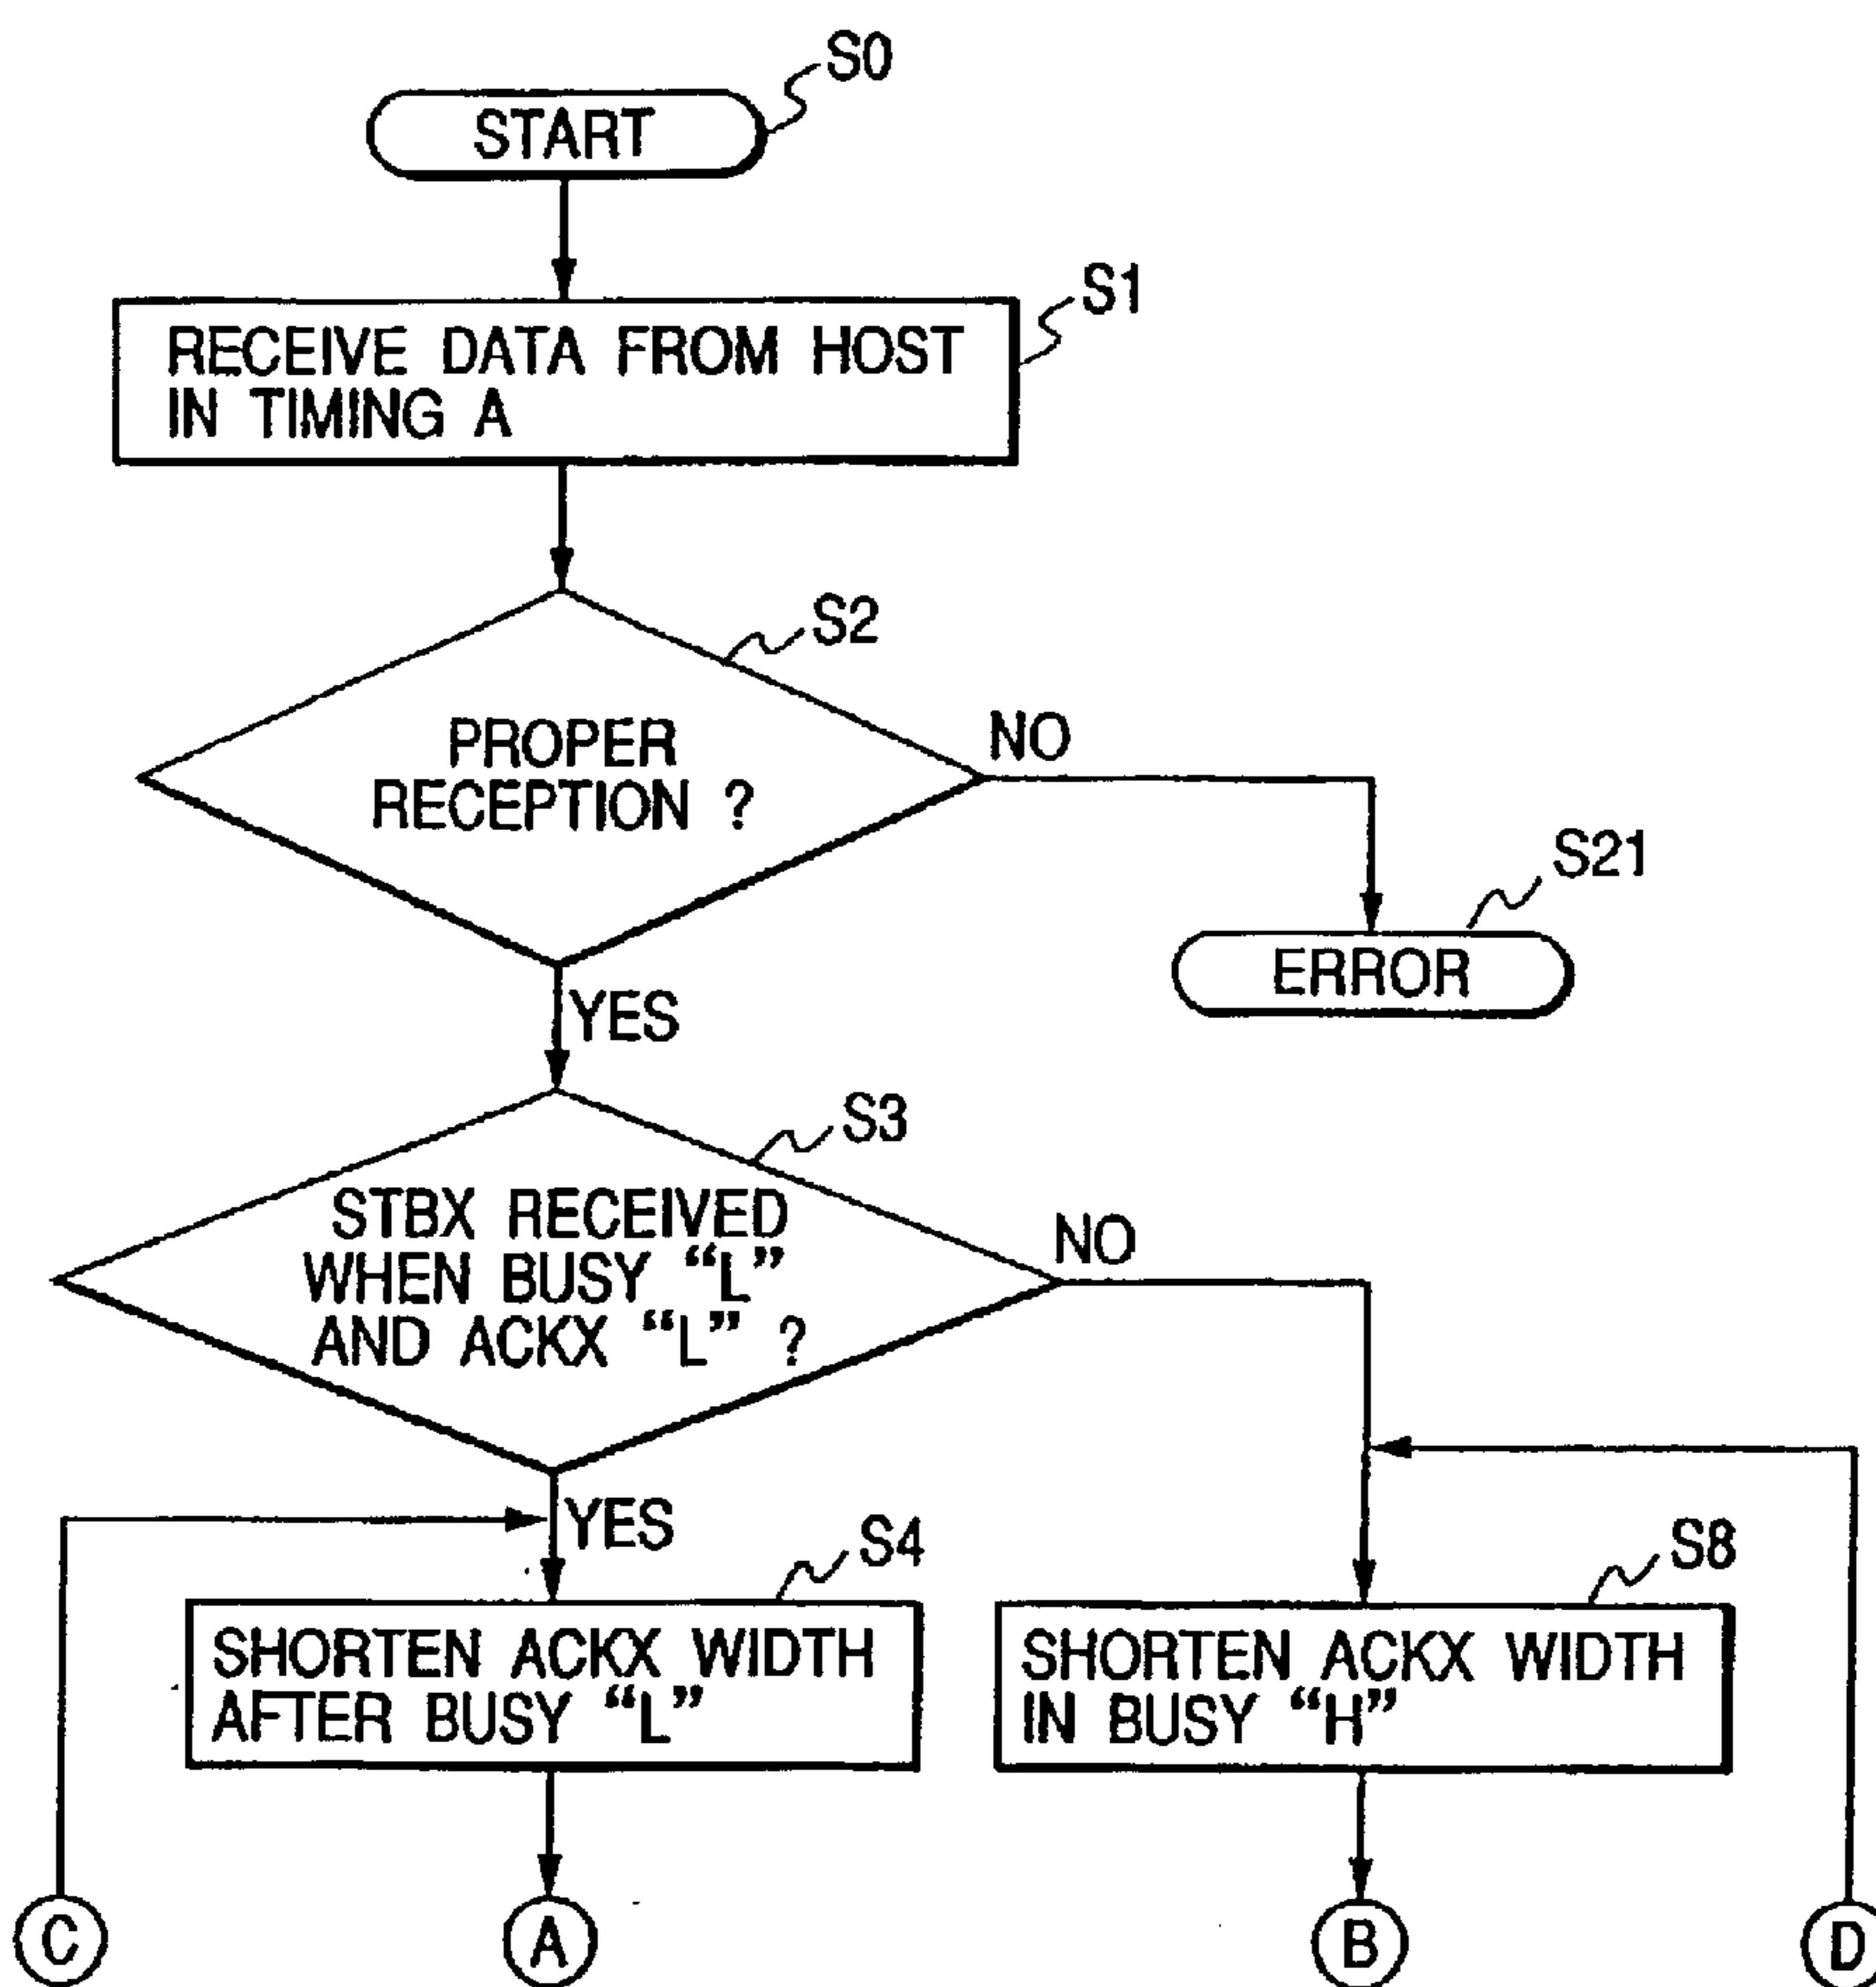 S0
START
S1
RECEIVE DATA FROM HOST
IN TIMING A
S2
PROPER
RECEPTION ?
NO
S21
ERROR
YES
S3
STBX RECEIVED
WHEN BUSY “L”
AND ACKX “L” ?
NO
YES
S4
SHORTEN ACKX WIDTH
AFTER BUSY “L”
S8
SHORTEN ACKX WIDTH
IN BUSY “H”
C
A
B
D